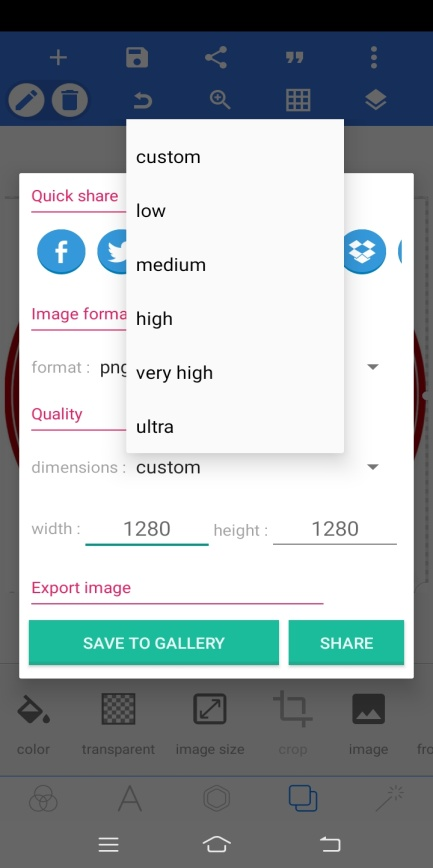 Quick share
custom
low
medium
high
very high
ultra
Image forma
format : png
Quality
dimensions : custom
width : 1280 height : 1280
Export image
SAVE TO GALLERY SHARE
color transparent image size crop image fro